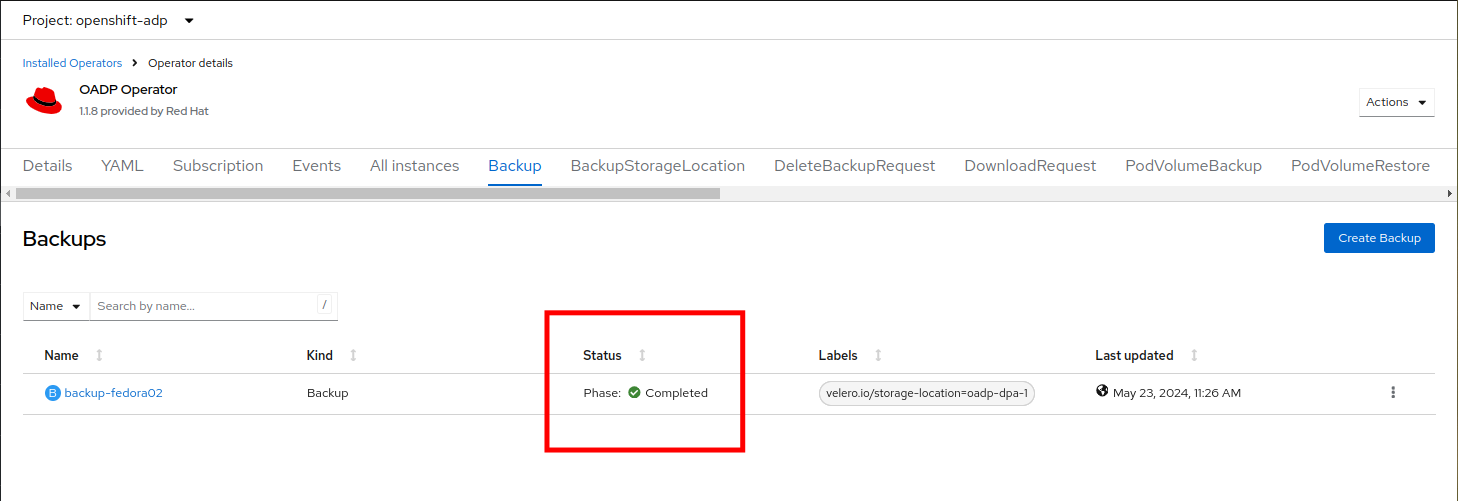 Project: openshift-adp
Installed Operators > Operator details
OADP Operator
1.1.8 provided by Red Hat
Actions
Details YAML Subscription Events All instances Backup BackupStorageLocation DeleteBackupRequest DownloadRequest PodVolumeBackup PodVolumeRestore
Backups
Create Backup
Name Search by name... /
Name Kind Status Labels Last updated
B backup-fedora02 Backup Phase: Completed velero.io/storage-location=oadp-dpa-1 May 23, 2024, 11:26 AM